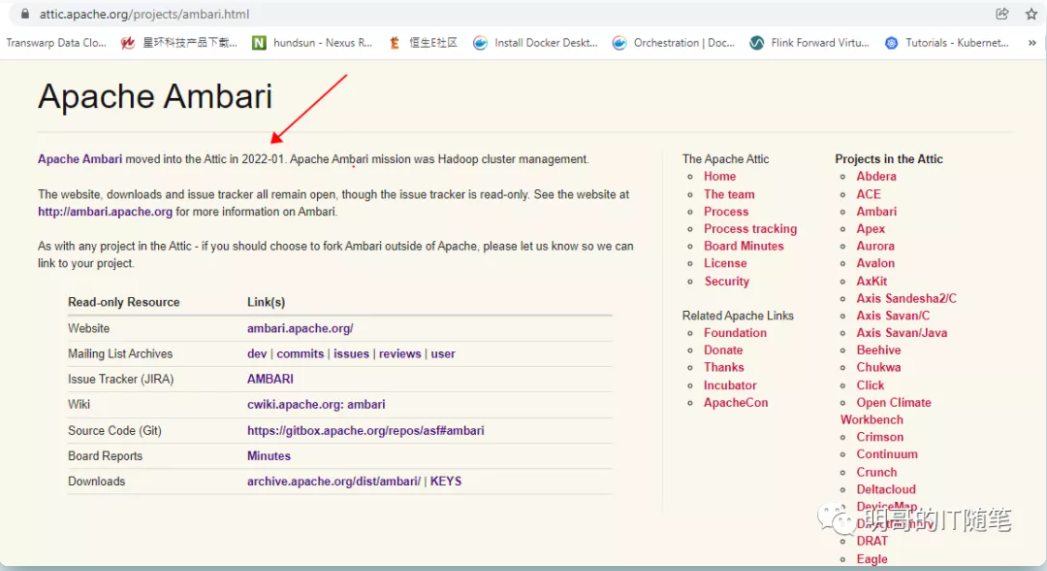 attic.apache.org/projects/ambari.html
Transwarp Data Clo... 星环科技产品下载... hundsun - Nexus R... 恒生E社区 Install Docker Deskt... Orchestration | Doc... Flink Forward Virtu... Tutorials - Kubernet... »
Apache Ambari
Apache Ambari moved into the Attic in 2022-01. Apache Ambari mission was Hadoop cluster management.
The website, downloads and issue tracker all remain open, though the issue tracker is read-only. See the website at
http://ambari.apache.org for more information on Ambari.
As with any project in the Attic - if you should choose to fork Ambari outside of Apache, please let us know so we can
link to your project.
Read-only Resource Link(s)
Website ambari.apache.org/
Mailing List Archives dev | commits | issues | reviews | user
Issue Tracker (JIRA) AMBARI
Wiki cwiki.apache.org: ambari
Source Code (Git) https://gitbox.apache.org/repos/asf#ambari
Board Reports Minutes
Downloads archive.apache.org/dist/ambari/ | KEYS
The Apache Attic
Home
The team
Process
Process tracking
Board Minutes
License
Security
Related Apache Links
Foundation
Donate
Thanks
Incubator
ApacheCon
Projects in the Attic
Abdera
ACE
Ambari
Apex
Aurora
Avalon
AxKit
Axis Sandesha2/C
Axis Savan/C
Axis Savan/Java
Beehive
Chukwa
Click
Open Climate
Workbench
Crimson
Continuum
Crunch
Deltacloud
DeviceMap
DRAT
Eagle
明哥的IT随笔